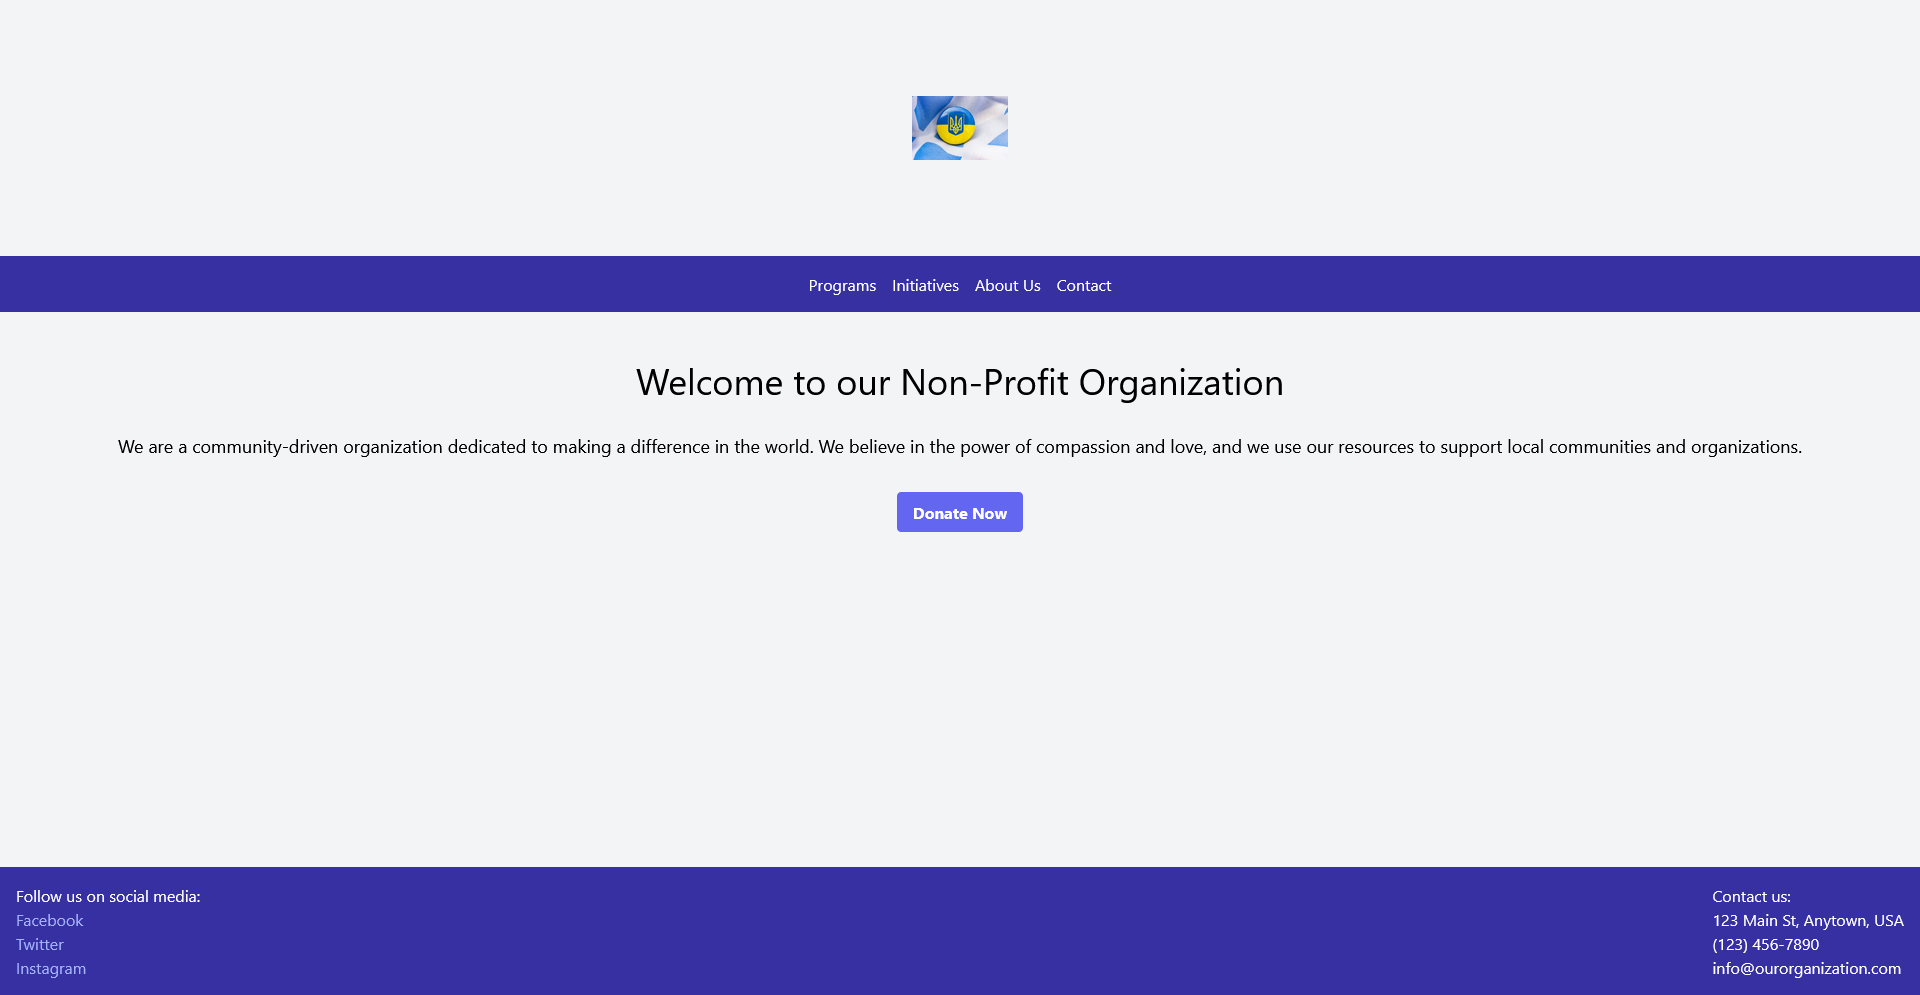 Programs Initiatives About Us Contact
Welcome to our Non-Profit Organization
We are a community-driven organization dedicated to making a difference in the world. We believe in the power of compassion and love, and we use our resources to support local communities and organizations.
Donate Now
Follow us on social media:
Facebook
Twitter
Instagram
Contact us:
123 Main St, Anytown, USA
(123) 456-7890
info@ourorganization.com